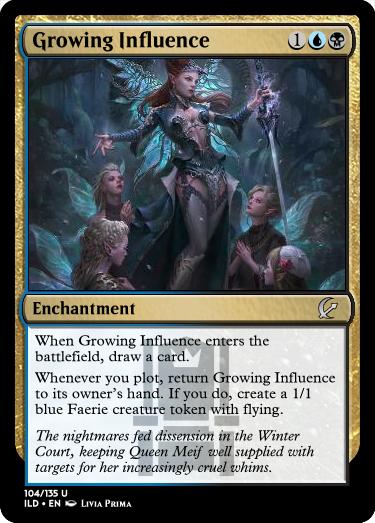 Growing Influence 1
Enchantment
When Growing Influence enters the
battlefield, draw a card.
Whenever you plot, return Growing Influence
to its owner's hand. If you do, create a 1/1
blue Faerie creature token with flying.
The nightmares fed dissension in the Winter
Court, keeping Queen Meif well supplied with
targets for her increasingly cruel whims.
104/135 U
ILD • EN Livia Prima